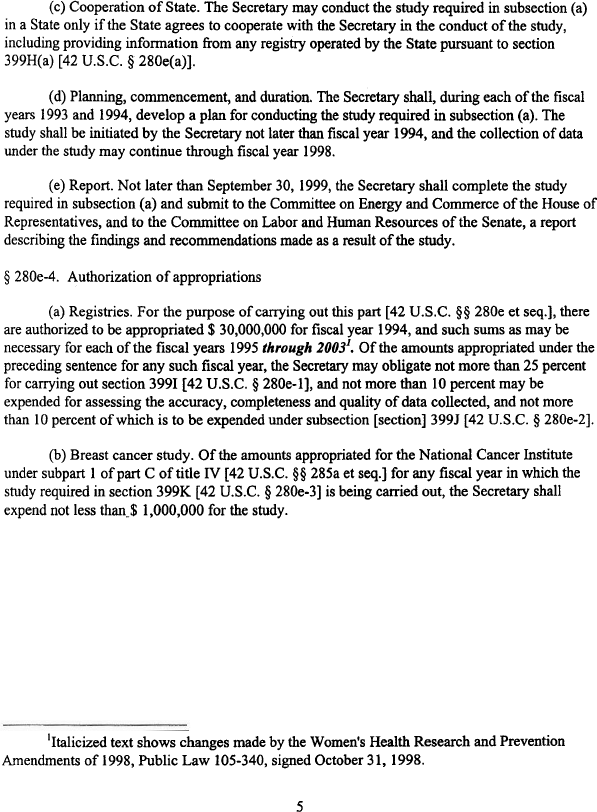 (c) Cooperation of State. The Secretary may conduct the study required in subsection (a)
in a State only if the State agrees to cooperate with the Secretary in the conduct of the study,
including providing information from any registry operated by the State pursuant to section
399H(a) [42 U.S.C. § 280e(a)].
(d) Planning, commencement, and duration. The Secretary shall, during each of the fiscal
years 1993 and 1994, develop a plan for conducting the study required in subsection (a). The
study shall be initiated by the Secretary not later than fiscal year 1994, and the collection of data
under the study may continue through fiscal year 1998.
(e) Report. Not later than September 30, 1999, the Secretary shall complete the study
required in subsection (a) and submit to the Committee on Energy and Commerce of the House of
Representatives, and to the Committee on Labor and Human Resources of the Senate, a report
describing the findings and recommendations made as a result of the study.
§ 280e-4. Authorization of appropriations
(a) Registries. For the purpose of carrying out this part [42 U.S.C. §§ 280e et seq.], there
are authorized to be appropriated $ 30,000,000 for fiscal year 1994, and such sums as may be
necessary for each of the fiscal years 1995 through 2003¹. Of the amounts appropriated under the
preceding sentence for any such fiscal year, the Secretary may obligate not more than 25 percent
for carrying out section 399I [42 U.S.C. § 280e-1], and not more than 10 percent may be
expended for assessing the accuracy, completeness and quality of data collected, and not more
than 10 percent of which is to be expended under subsection [section] 399J [42 U.S.C. § 280e-2].
(b) Breast cancer study. Of the amounts appropriated for the National Cancer Institute
under subpart 1 of part C of title IV [42 U.S.C. §§ 285a et seq.] for any fiscal year in which the
study required in section 399K [42 U.S.C. § 280e-3] is being carried out, the Secretary shall
expend not less than $ 1,000,000 for the study.
¹Italicized text shows changes made by the Women's Health Research and Prevention
Amendments of 1998, Public Law 105-340, signed October 31, 1998.
5